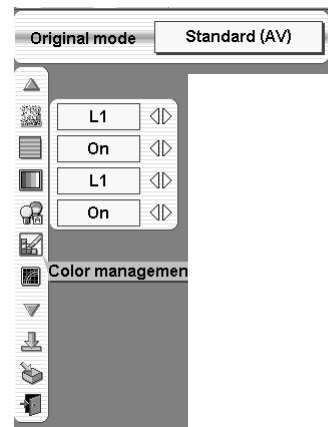 Original mode Standard (AV)
L1
On
L1
On
Color managemen